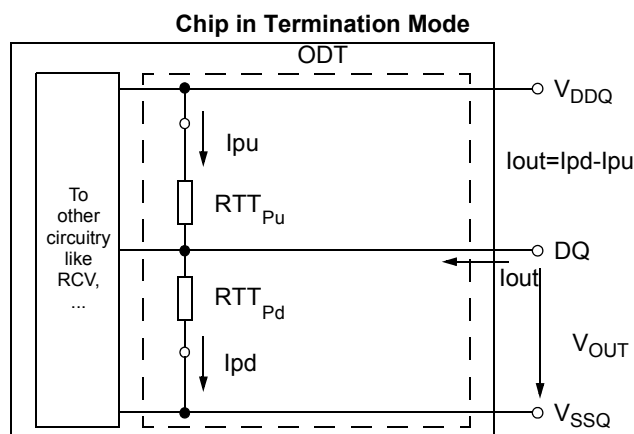 Chip in Termination Mode
ODT
V_DDQ
Ipu
Iout=Ipd-Ipu
To
other
circuitry
like
RCV,
...
RTT_Pu
DQ
Iout
RTT_Pd
V_OUT
Ipd
V_SSQ